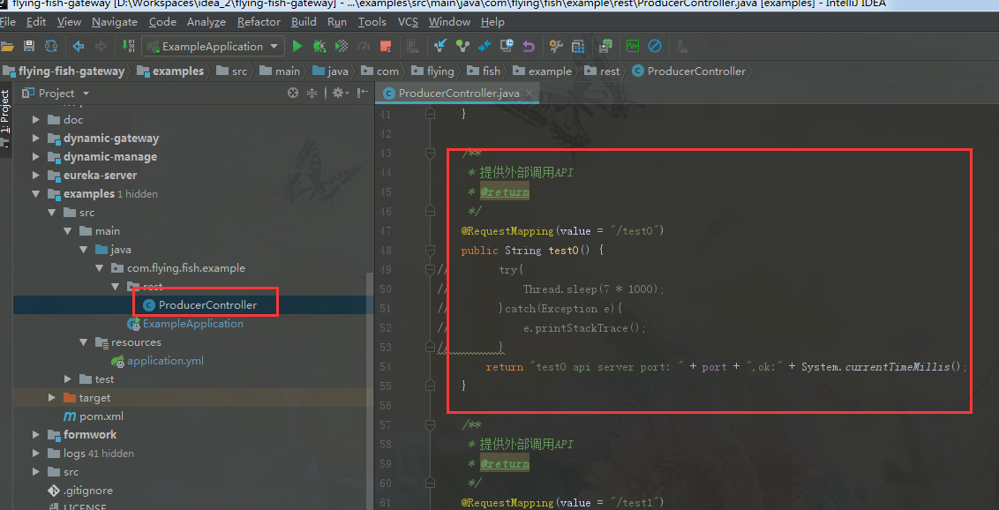 flying-fish-gateway [D:\Workspaces\idea_2\flying-fish-gateway] - ...\examples\src\main\java\com\flying\fish\example\rest\ProducerController.java [examples] - IntelliJ IDEA
File Edit View Navigate Code Analyze Refactor Build Run Tools VCS Window Help
ExampleApplication
flying-fish-gateway examples src main java com flying fish example rest ProducerController
1: Project
Project
doc
dynamic-gateway
dynamic-manage
eureka-server
examples 1 hidden
src
main
java
com.flying.fish.example
rest
ProducerController
ExampleApplication
resources
application.yml
test
target
pom.xml
formwork
logs 41 hidden
src
.gitignore
LICENSE
ProducerController.java
41 }
42
43 /**
44 * 提供外部调用API
45 * @return
46 */
47 @RequestMapping(value = "/test0")
48 public String test0() {
49 // try{
50 // Thread.sleep(7 * 1000);
51 // }catch(Exception e){
52 // e.printStackTrace();
53 // }
54 return "test0 api server port: " + port + ",ok:" + System.currentTimeMillis();
55 }
56
57 /**
58 * 提供外部调用API
59 * @return
60 */
61 @RequestMapping(value = "/test1")